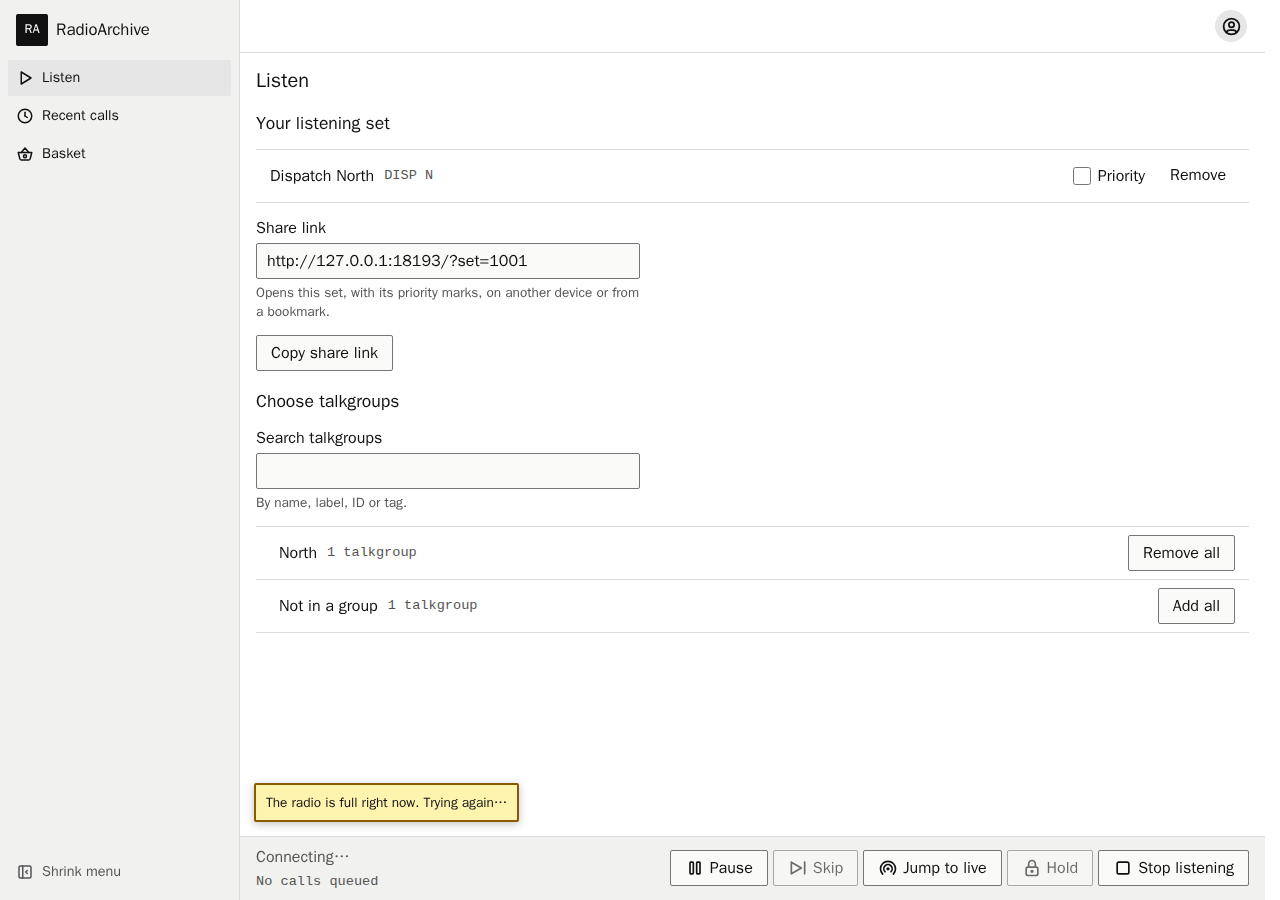 RA RadioArchive
Listen
Recent calls
Basket
Shrink menu
Listen
Your listening set
Dispatch North DISP N Priority Remove
Share link
http://127.0.0.1:18193/?set=1001
Opens this set, with its priority marks, on another device or from
a bookmark.
Copy share link
Choose talkgroups
Search talkgroups
By name, label, ID or tag.
North 1 talkgroup Remove all
Not in a group 1 talkgroup Add all
The radio is full right now. Trying again…
Connecting…
No calls queued
Pause Skip Jump to live Hold Stop listening